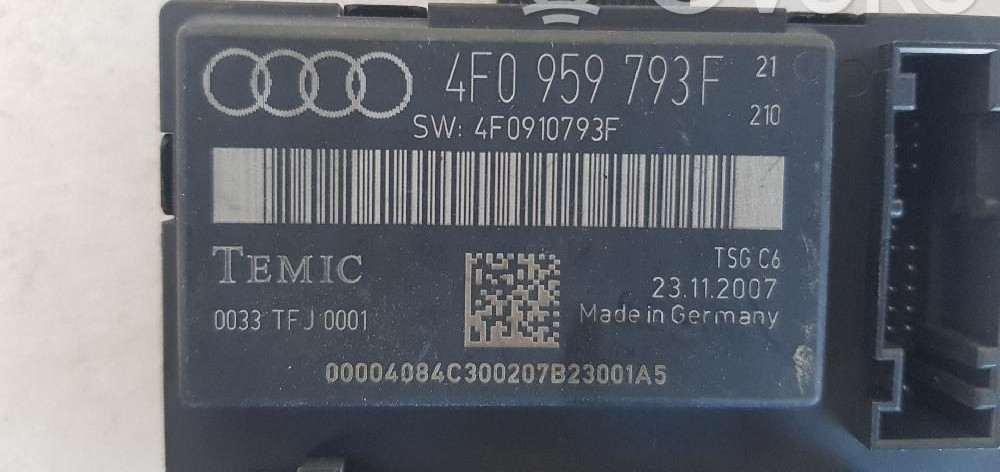 4F0 959 793F 21
210
SW: 4F0910793F
TEMIC
TSG C6
23.11.2007
0033 TFJ 0001
Made in Germany
00004084C300207B23001A5